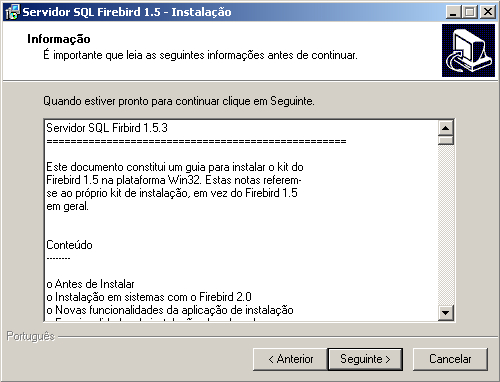 Servidor SQL Firebird 1.5 - Instalação
Informação
É importante que leia as seguintes informações antes de continuar.
Quando estiver pronto para continuar clique em Seguinte.
Servidor SQL Firbird 1.5.3
==================================================
Este documento constitui um guia para instalar o kit do
Firebird 1.5 na plataforma Win32. Estas notas referem-
se ao próprio kit de instalação, em vez do Firebird 1.5
em geral.
Conteúdo
--------
o Antes de Instalar
o Instalação em sistemas com o Firebird 2.0
o Novas funcionalidades da aplicação de instalação
Português
< Anterior
Seguinte >
Cancelar